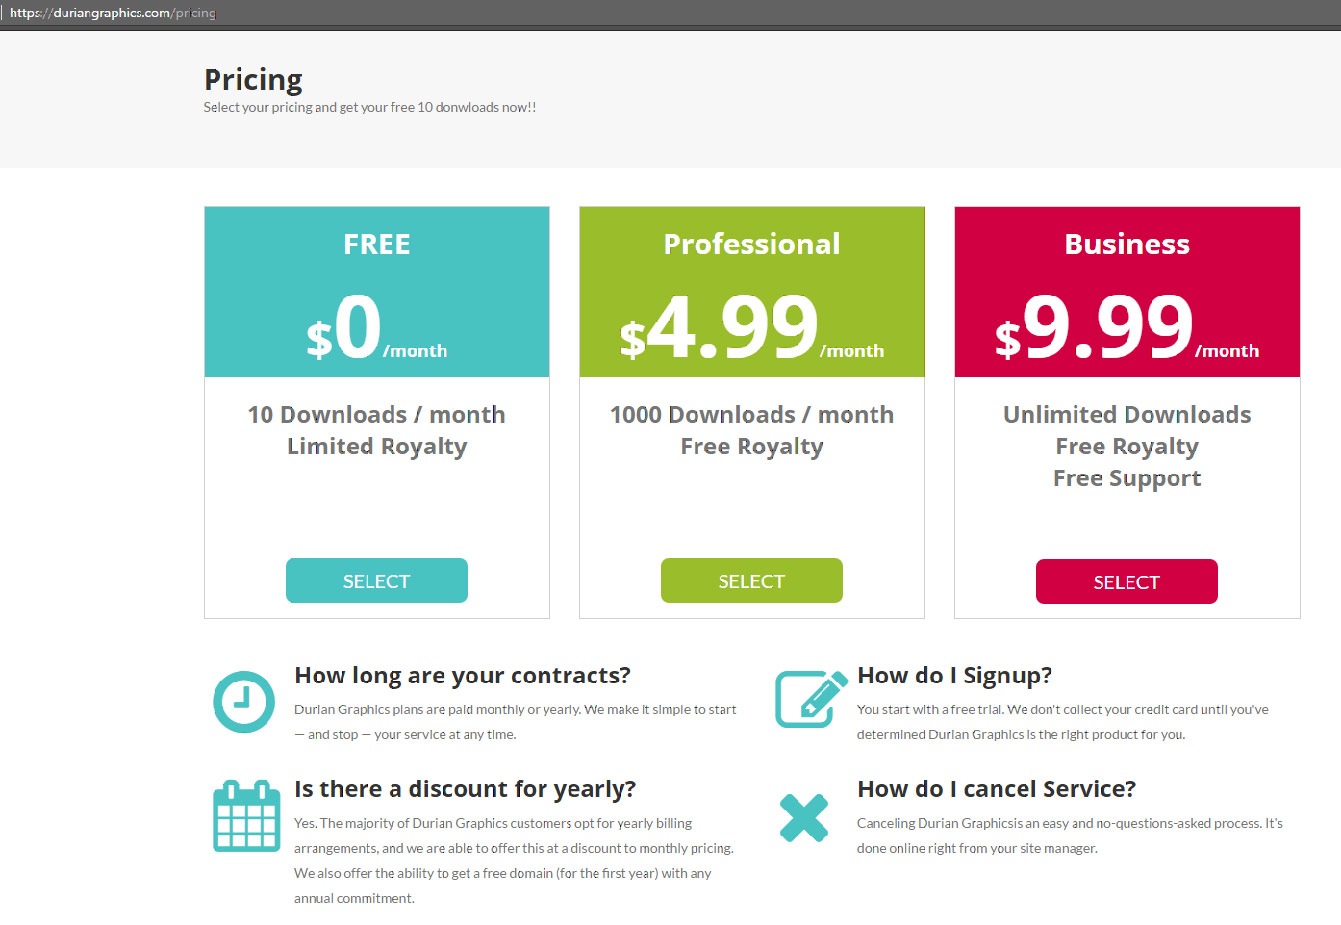 https://duriangraphics.com/pricing
Pricing
Select your pricing and get your free 10 donwloads now!!
FREE
$0/month
10 Downloads / month
Limited Royalty
SELECT
Professional
$4.99/month
1000 Downloads / month
Free Royalty
SELECT
Business
$9.99/month
Unlimited Downloads
Free Royalty
Free Support
SELECT
How long are your contracts?
Durian Graphics plans are paid monthly or yearly. We make it simple to start
— and stop — your service at any time.
How do I Signup?
You start with a free trial. We don't collect your credit card until you've
determined Durian Graphics is the right product for you.
Is there a discount for yearly?
Yes. The majority of Durian Graphics customers opt for yearly billing
arrangements, and we are able to offer this at a discount to monthly pricing.
We also offer the ability to get a free domain (for the first year) with any
annual commitment.
How do I cancel Service?
Canceling Durian Graphicsis an easy and no-questions-asked process. It's
done online right from your site manager.